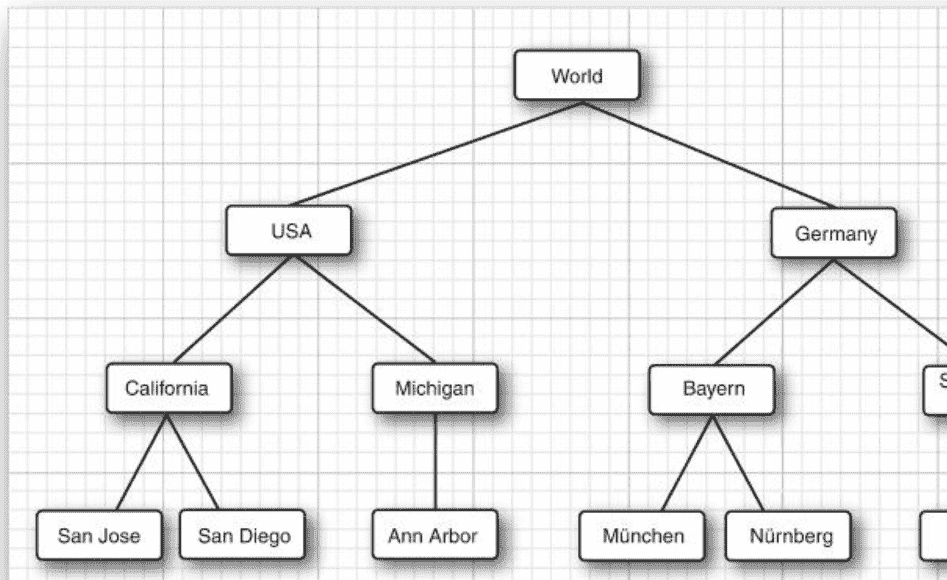 World
USA
Germany
California
Michigan
Bayern
S
San Jose
San Diego
Ann Arbor
München
Nürnberg